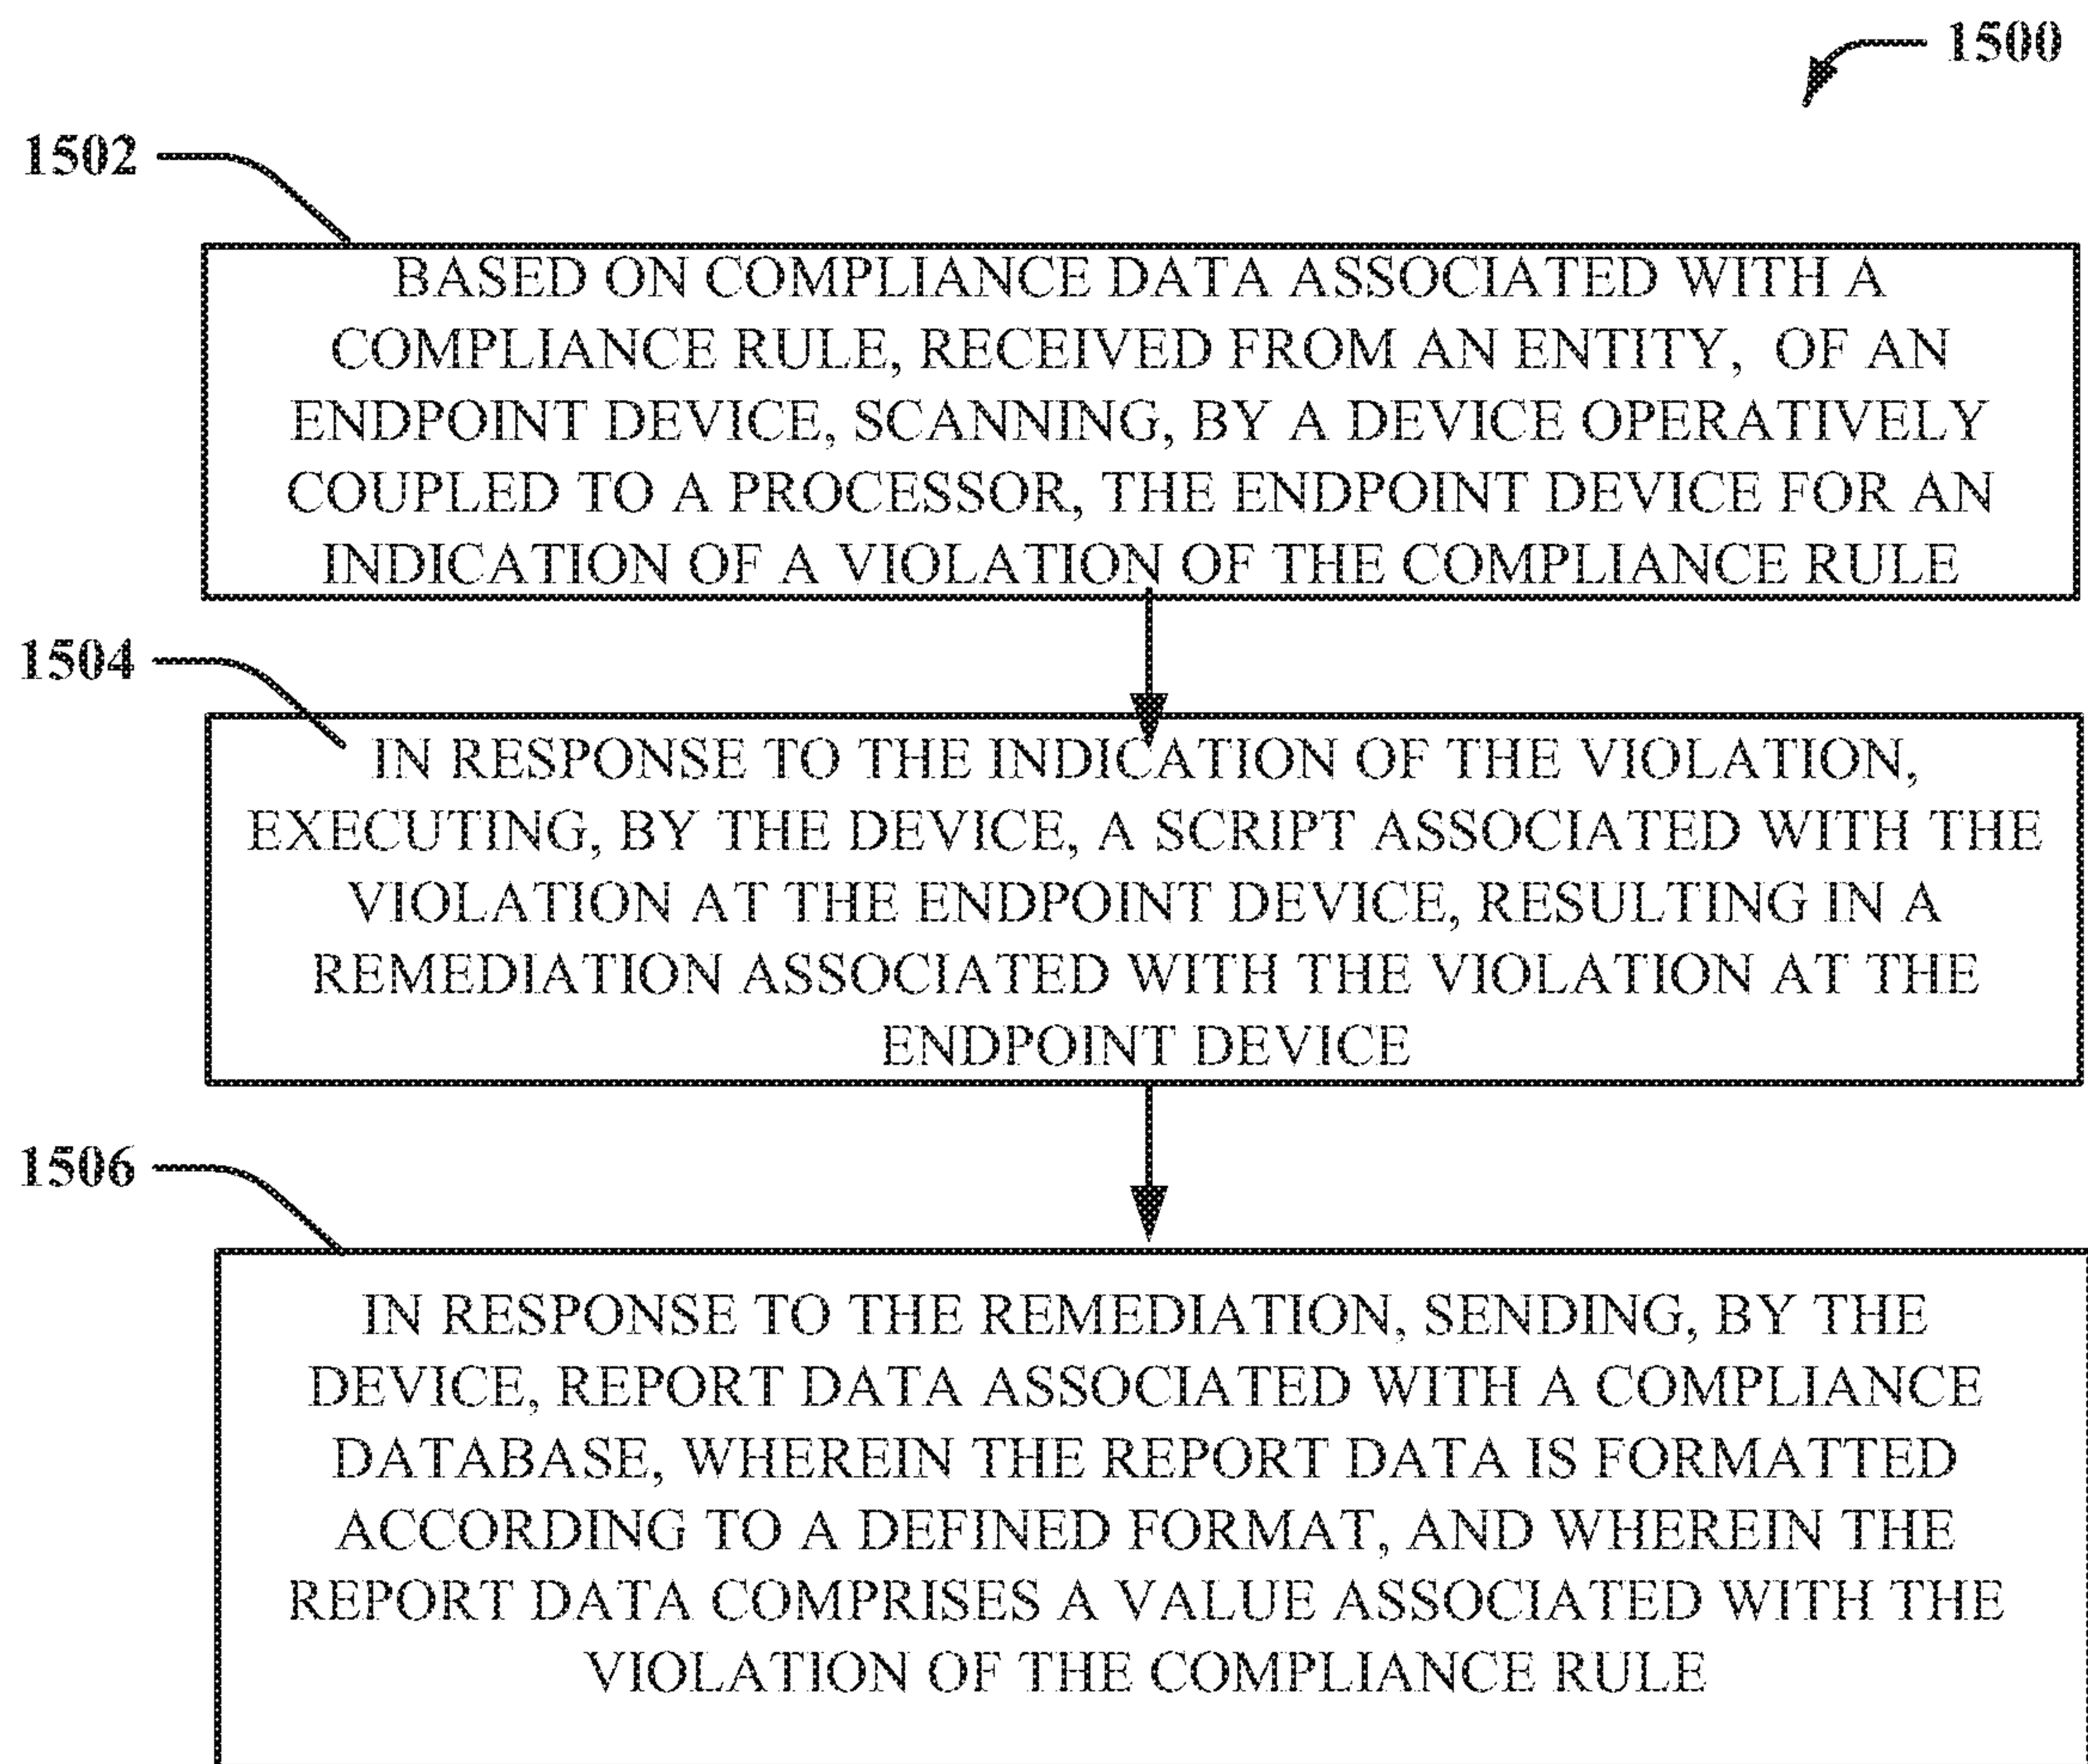 1500
1502
BASED ON COMPLIANCE DATA ASSOCIATED WITH A
COMPLIANCE RULE, RECEIVED FROM AN ENTITY, OF AN
ENDPOINT DEVICE, SCANNING, BY A DEVICE OPERATIVELY
COUPLED TO A PROCESSOR, THE ENDPOINT DEVICE FOR AN
INDICATION OF A VIOLATION OF THE COMPLIANCE RULE
1504
IN RESPONSE TO THE INDICATION OF THE VIOLATION,
EXECUTING, BY THE DEVICE, A SCRIPT ASSOCIATED WITH THE
VIOLATION AT THE ENDPOINT DEVICE, RESULTING IN A
REMEDIATION ASSOCIATED WITH THE VIOLATION AT THE
ENDPOINT DEVICE
1506
IN RESPONSE TO THE REMEDIATION, SENDING, BY THE
DEVICE, REPORT DATA ASSOCIATED WITH A COMPLIANCE
DATABASE, WHEREIN THE REPORT DATA IS FORMATTED
ACCORDING TO A DEFINED FORMAT, AND WHEREIN THE
REPORT DATA COMPRISES A VALUE ASSOCIATED WITH THE
VIOLATION OF THE COMPLIANCE RULE